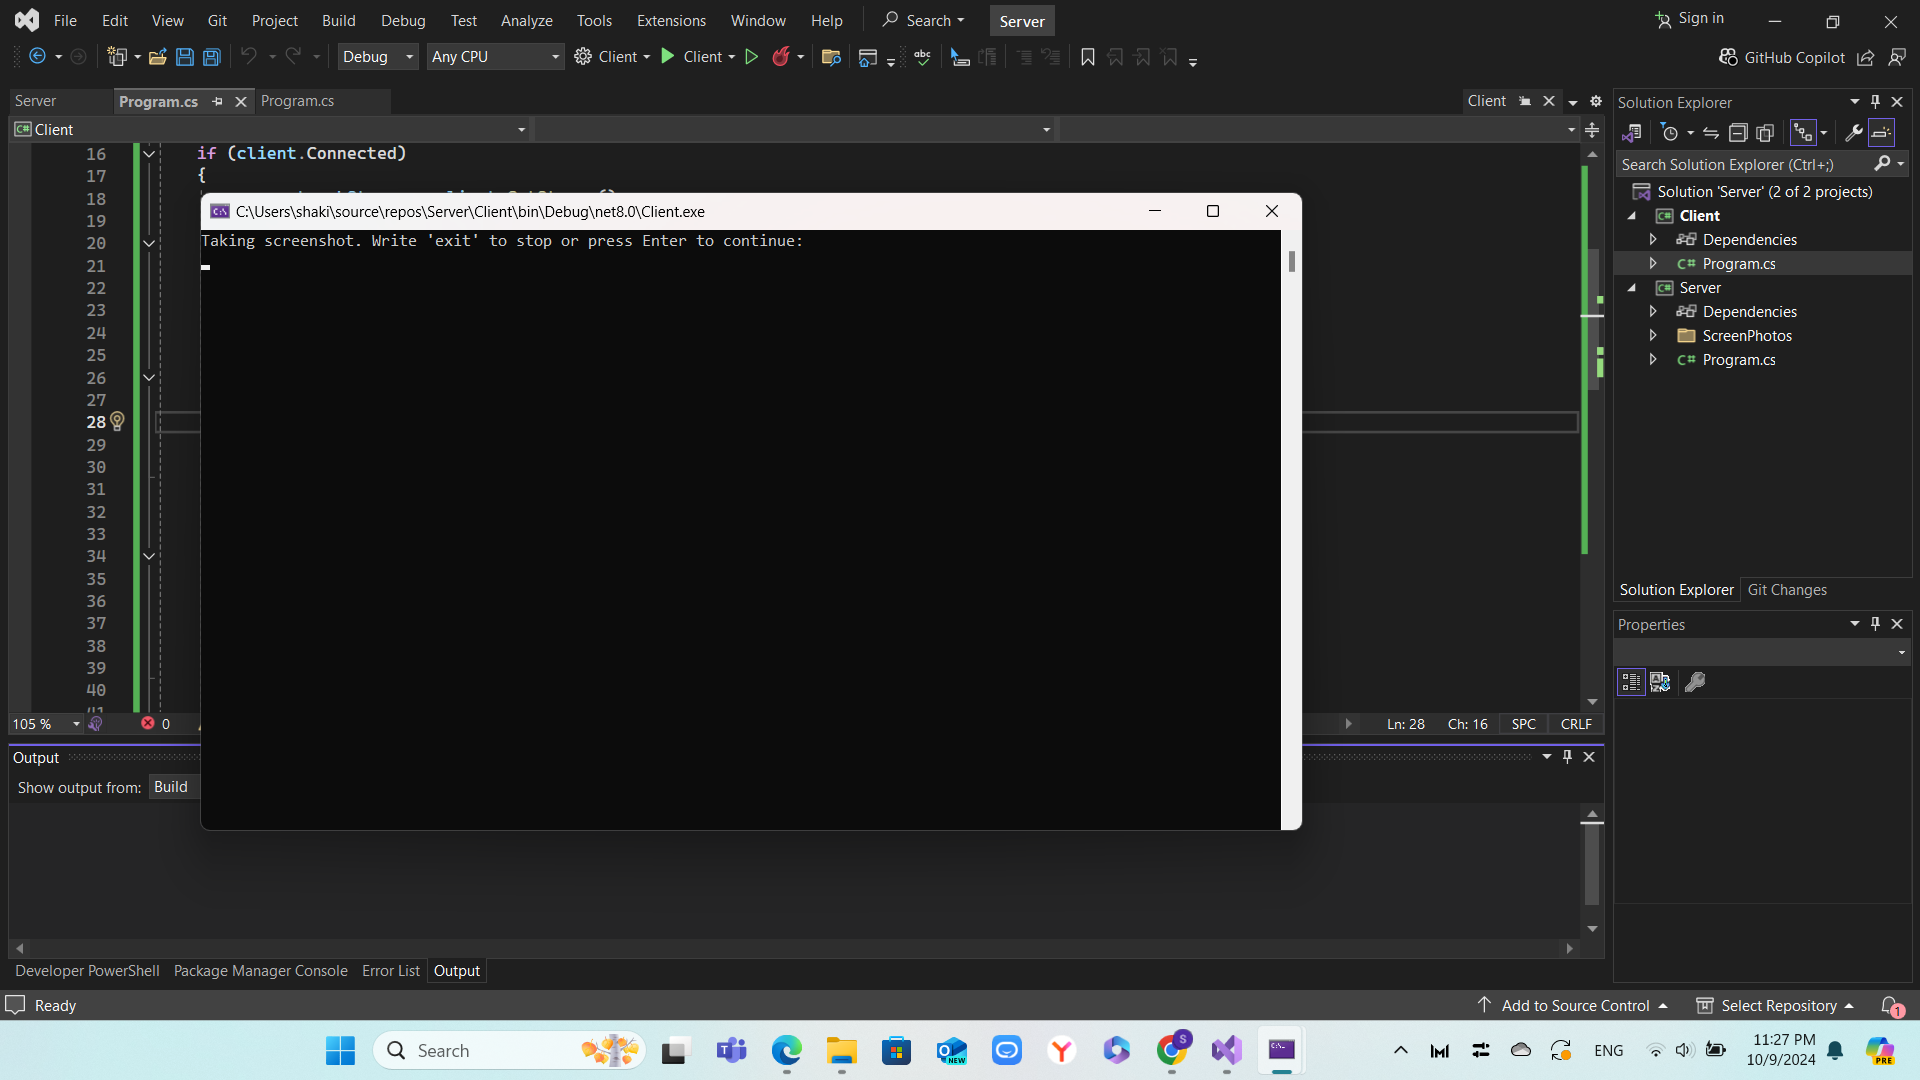 File Edit View Git Project Build Debug Test Analyze Tools Extensions Window Help Search Server Sign in
Debug Any CPU Client Client abc GitHub Copilot
Server Program.cs Program.cs Client
C# Client
16 if (client.Connected)
17 {
18
19
20
21
22
23
24
25
26
27
28
29
30
31
32
33
34
35
36
37
38
39
40
41
C:\Users\shaki\source\repos\Server\Client\bin\Debug\net8.0\Client.exe
Taking screenshot. Write 'exit' to stop or press Enter to continue:
105 % 0 Ln: 28 Ch: 16 SPC CRLF
Output
Show output from: Build
Developer PowerShell Package Manager Console Error List Output
Solution Explorer
Search Solution Explorer (Ctrl+;)
Solution 'Server' (2 of 2 projects)
C# Client
Dependencies
C# Program.cs
C# Server
Dependencies
ScreenPhotos
C# Program.cs
Solution Explorer Git Changes
Properties
Ready Add to Source Control Select Repository 1
Search NEW S ENG 11:27 PM PRE
10/9/2024